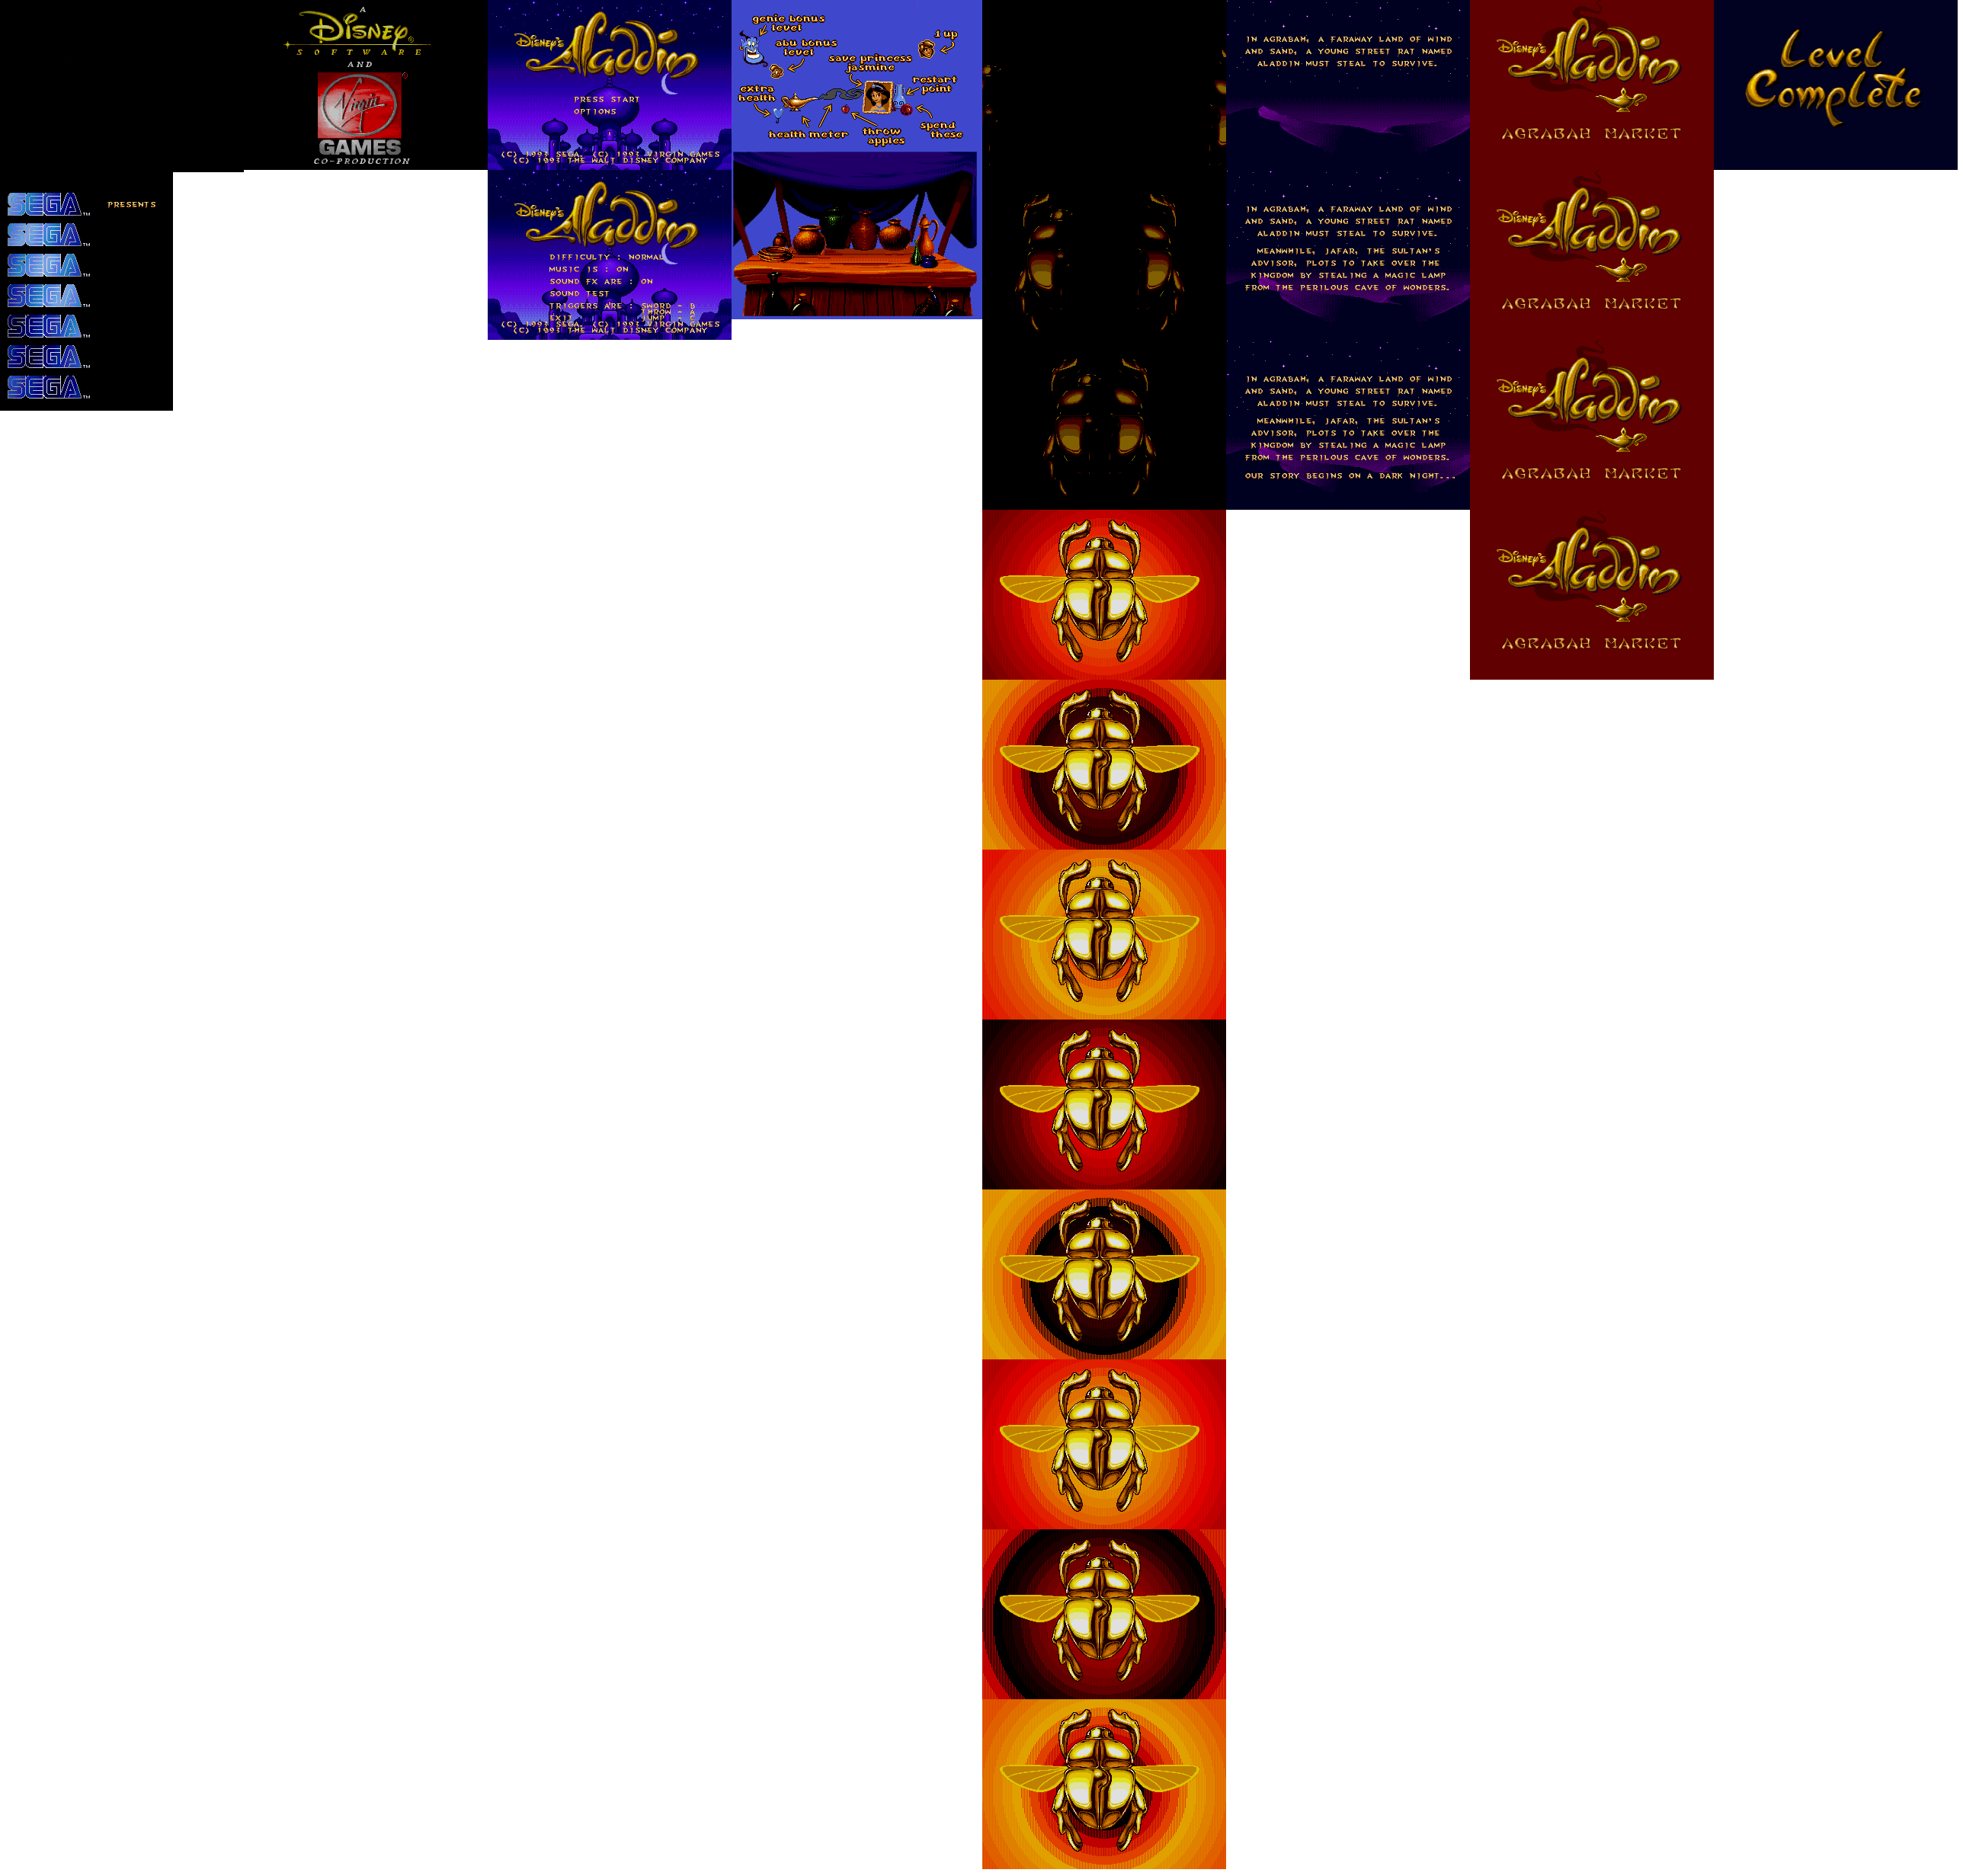 SEGA™ PRESENTS
SEGA™
SEGA™
SEGA™
SEGA™
SEGA™
SEGA™
A
DISNEY®
SOFTWARE
AND
Virgin®
GAMES
CO-PRODUCTION
DISNEY'S
Aladdin
PRESS START
OPTIONS
(C) 1993 SEGA. (C) 1993 VIRGIN GAMES
(C) 1993 THE WALT DISNEY COMPANY
DISNEY'S
Aladdin
DIFFICULTY : NORMAL
MUSIC IS : ON
SOUND FX ARE : ON
SOUND TEST
TRIGGERS ARE : SWORD - B
THROW - A
EXIT JUMP - C
(C) 1993 SEGA. (C) 1993 VIRGIN GAMES
(C) 1993 THE WALT DISNEY COMPANY
genie bonus
level
1 up
abu bonus
level
save princess
jasmine
restart
point
extra
health
health meter
throw
apples
spend
these
IN AGRABAH, A FARAWAY LAND OF WIND
AND SAND, A YOUNG STREET RAT NAMED
ALADDIN MUST STEAL TO SURVIVE.
IN AGRABAH, A FARAWAY LAND OF WIND
AND SAND, A YOUNG STREET RAT NAMED
ALADDIN MUST STEAL TO SURVIVE.
MEANWHILE, JAFAR, THE SULTAN'S
ADVISOR, PLOTS TO TAKE OVER THE
KINGDOM BY STEALING A MAGIC LAMP
FROM THE PERILOUS CAVE OF WONDERS.
IN AGRABAH, A FARAWAY LAND OF WIND
AND SAND, A YOUNG STREET RAT NAMED
ALADDIN MUST STEAL TO SURVIVE.
MEANWHILE, JAFAR, THE SULTAN'S
ADVISOR, PLOTS TO TAKE OVER THE
KINGDOM BY STEALING A MAGIC LAMP
FROM THE PERILOUS CAVE OF WONDERS.
OUR STORY BEGINS ON A DARK NIGHT...
DISNEY'S
Aladdin
AGRABAH MARKET
DISNEY'S
Aladdin
AGRABAH MARKET
DISNEY'S
Aladdin
AGRABAH MARKET
DISNEY'S
Aladdin
AGRABAH MARKET
Level
Complete